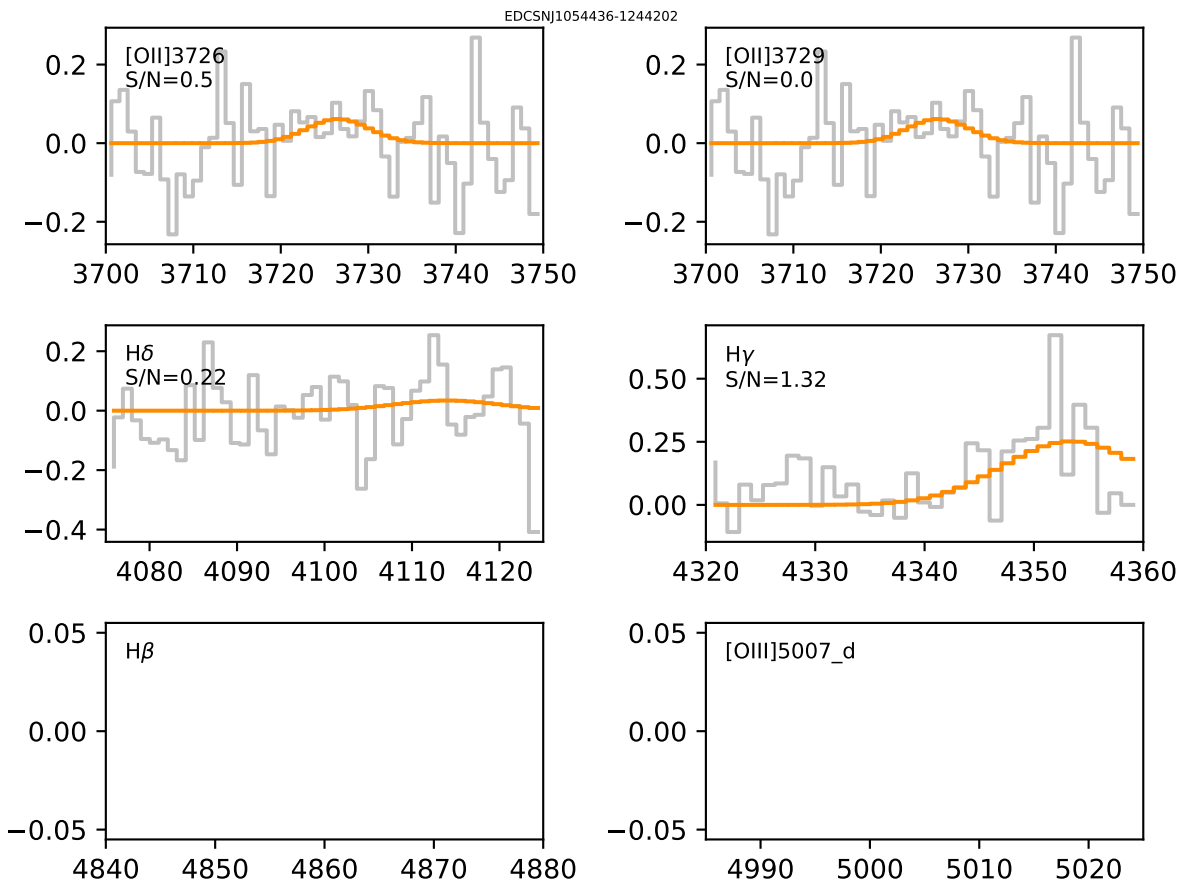 EDCSNJ1054436-1244202
[OII]3726
S/N=0.5
0.2
0.0
−0.2
3700 3710 3720 3730 3740 3750
[OII]3729
S/N=0.0
0.2
0.0
−0.2
3700 3710 3720 3730 3740 3750
Hδ
S/N=0.22
0.2
0.0
−0.2
−0.4
4080 4090 4100 4110 4120
Hγ
S/N=1.32
0.50
0.25
0.00
4320 4330 4340 4350 4360
Hβ
0.05
0.00
−0.05
4840 4850 4860 4870 4880
[OIII]5007_d
0.05
0.00
−0.05
4990 5000 5010 5020